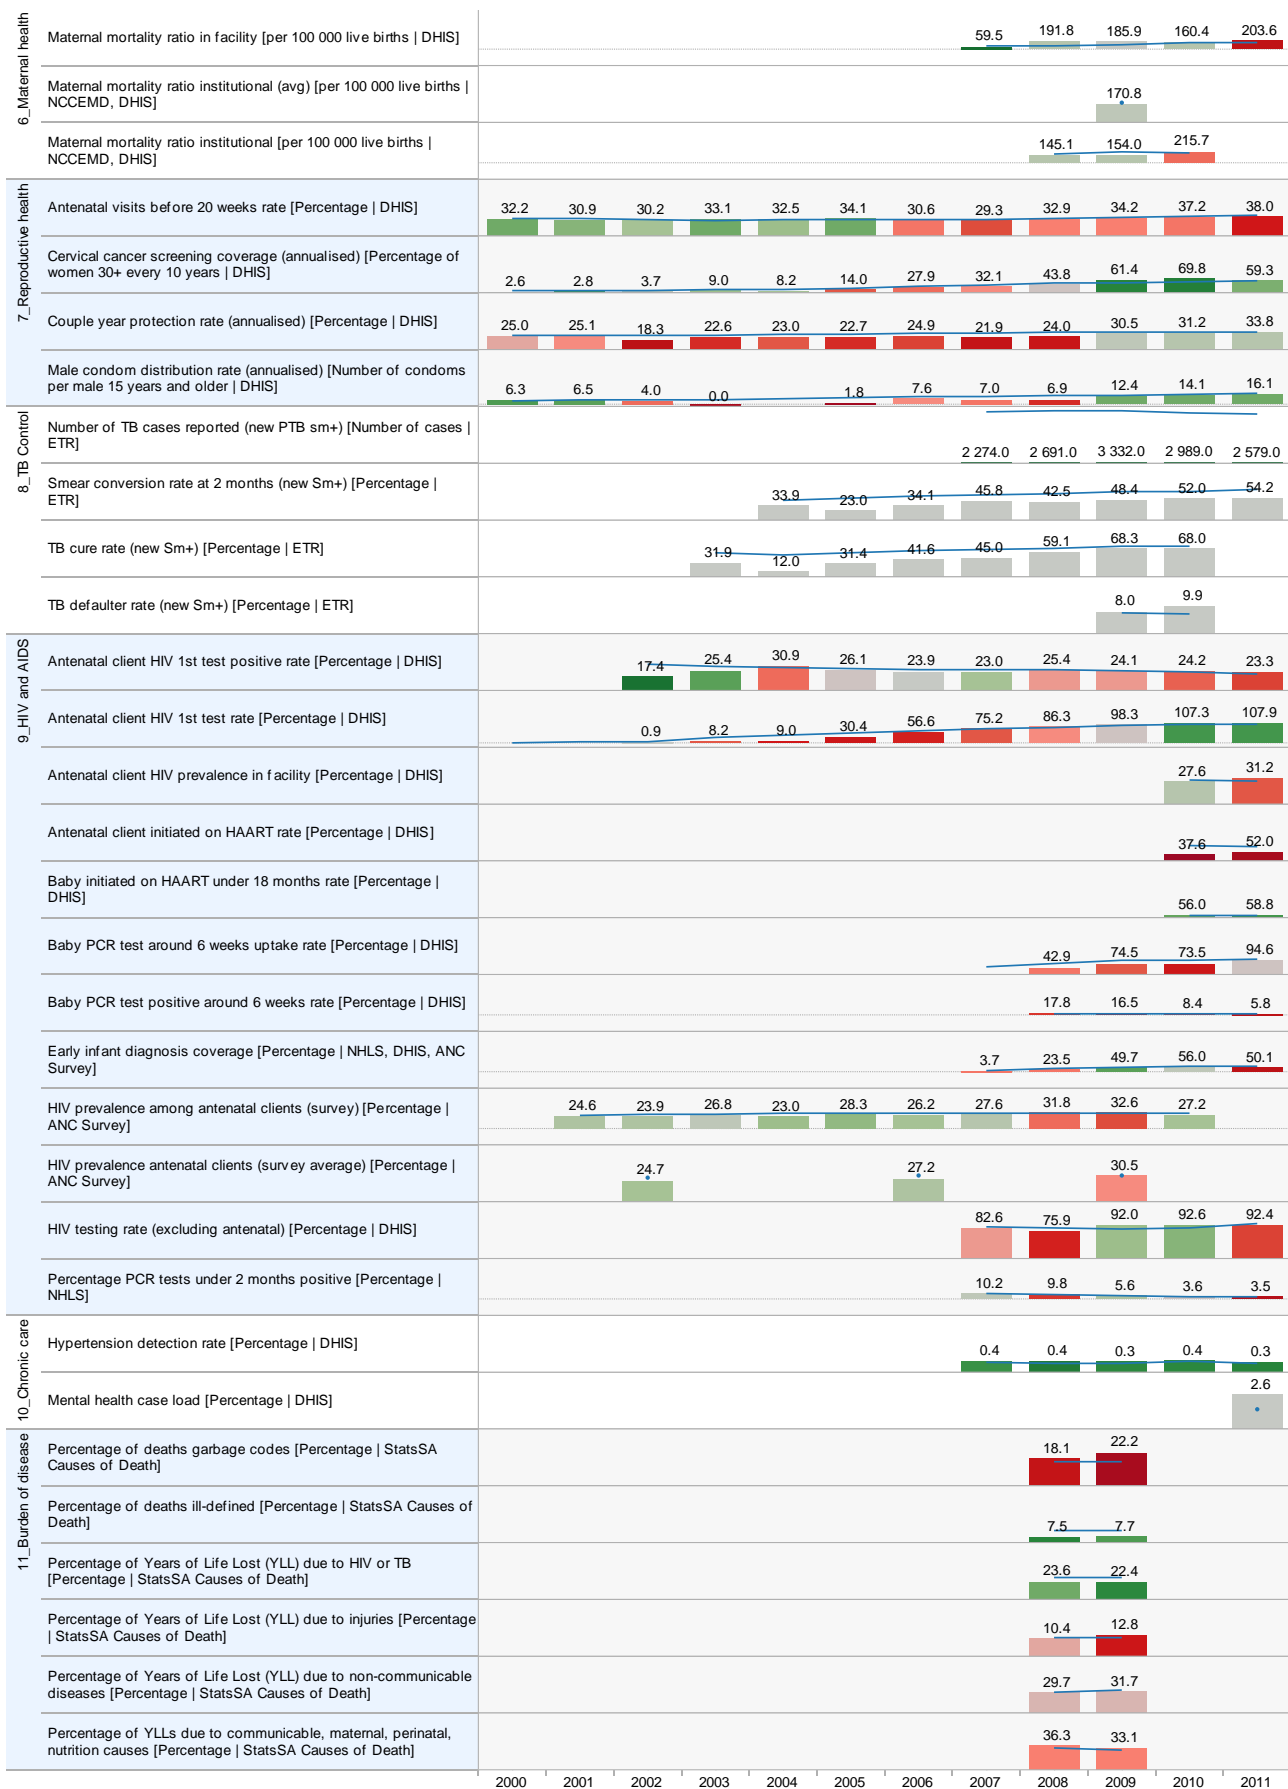 6_Maternal health
Maternal mortality ratio in facility [per 100 000 live births | DHIS]
59.5 191.8 185.9 160.4 203.6
Maternal mortality ratio institutional (avg) [per 100 000 live births |
NCCEMD, DHIS]
170.8
Maternal mortality ratio institutional [per 100 000 live births |
NCCEMD, DHIS]
145.1 154.0 215.7
7_Reproductive health
Antenatal visits before 20 weeks rate [Percentage | DHIS]
32.2 30.9 30.2 33.1 32.5 34.1 30.6 29.3 32.9 34.2 37.2 38.0
Cervical cancer screening coverage (annualised) [Percentage of
women 30+ every 10 years | DHIS]
2.6 2.8 3.7 9.0 8.2 14.0 27.9 32.1 43.8 61.4 69.8 59.3
Couple year protection rate (annualised) [Percentage | DHIS]
25.0 25.1 18.3 22.6 23.0 22.7 24.9 21.9 24.0 30.5 31.2 33.8
Male condom distribution rate (annualised) [Number of condoms
per male 15 years and older | DHIS]
6.3 6.5 4.0 0.0 1.8 7.6 7.0 6.9 12.4 14.1 16.1
8_TB Control
Number of TB cases reported (new PTB sm+) [Number of cases |
ETR]
2 274.0 2 691.0 3 332.0 2 989.0 2 579.0
Smear conversion rate at 2 months (new Sm+) [Percentage |
ETR]
33.9 23.0 34.1 45.8 42.5 48.4 52.0 54.2
TB cure rate (new Sm+) [Percentage | ETR]
31.9 12.0 31.4 41.6 45.0 59.1 68.3 68.0
TB defaulter rate (new Sm+) [Percentage | ETR]
8.0 9.9
9_HIV and AIDS
Antenatal client HIV 1st test positive rate [Percentage | DHIS]
17.4 25.4 30.9 26.1 23.9 23.0 25.4 24.1 24.2 23.3
Antenatal client HIV 1st test rate [Percentage | DHIS]
0.9 8.2 9.0 30.4 56.6 75.2 86.3 98.3 107.3 107.9
Antenatal client HIV prevalence in facility [Percentage | DHIS]
27.6 31.2
Antenatal client initiated on HAART rate [Percentage | DHIS]
37.6 52.0
Baby initiated on HAART under 18 months rate [Percentage |
DHIS]
56.0 58.8
Baby PCR test around 6 weeks uptake rate [Percentage | DHIS]
42.9 74.5 73.5 94.6
Baby PCR test positive around 6 weeks rate [Percentage | DHIS]
17.8 16.5 8.4 5.8
Early infant diagnosis coverage [Percentage | NHLS, DHIS, ANC
Survey]
3.7 23.5 49.7 56.0 50.1
HIV prevalence among antenatal clients (survey) [Percentage |
ANC Survey]
24.6 23.9 26.8 23.0 28.3 26.2 27.6 31.8 32.6 27.2
HIV prevalence antenatal clients (survey average) [Percentage |
ANC Survey]
24.7 27.2 30.5
HIV testing rate (excluding antenatal) [Percentage | DHIS]
82.6 75.9 92.0 92.6 92.4
Percentage PCR tests under 2 months positive [Percentage |
NHLS]
10.2 9.8 5.6 3.6 3.5
10_Chronic care
Hypertension detection rate [Percentage | DHIS]
0.4 0.4 0.3 0.4 0.3
Mental health case load [Percentage | DHIS]
2.6
11_Burden of disease
Percentage of deaths garbage codes [Percentage | StatsSA
Causes of Death]
18.1 22.2
Percentage of deaths ill-defined [Percentage | StatsSA Causes of
Death]
7.5 7.7
Percentage of Years of Life Lost (YLL) due to HIV or TB
[Percentage | StatsSA Causes of Death]
23.6 22.4
Percentage of Years of Life Lost (YLL) due to injuries [Percentage
| StatsSA Causes of Death]
10.4 12.8
Percentage of Years of Life Lost (YLL) due to non-communicable
diseases [Percentage | StatsSA Causes of Death]
29.7 31.7
Percentage of YLLs due to communicable, maternal, perinatal,
nutrition causes [Percentage | StatsSA Causes of Death]
36.3 33.1
2000 2001 2002 2003 2004 2005 2006 2007 2008 2009 2010 2011